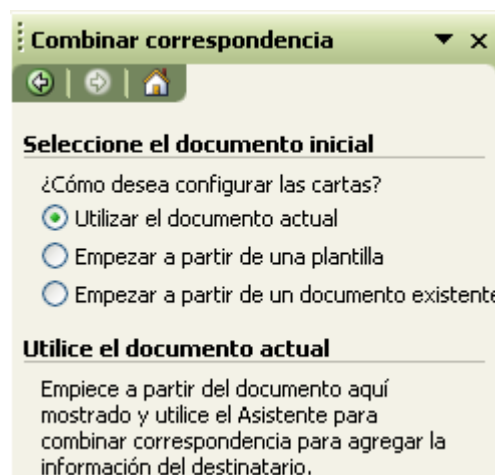 Combinar correspondencia
Seleccione el documento inicial
¿Cómo desea configurar las cartas?
Utilizar el documento actual
Empezar a partir de una plantilla
Empezar a partir de un documento existente
Utilice el documento actual
Empiece a partir del documento aquí
mostrado y utilice el Asistente para
combinar correspondencia para agregar la
información del destinatario.